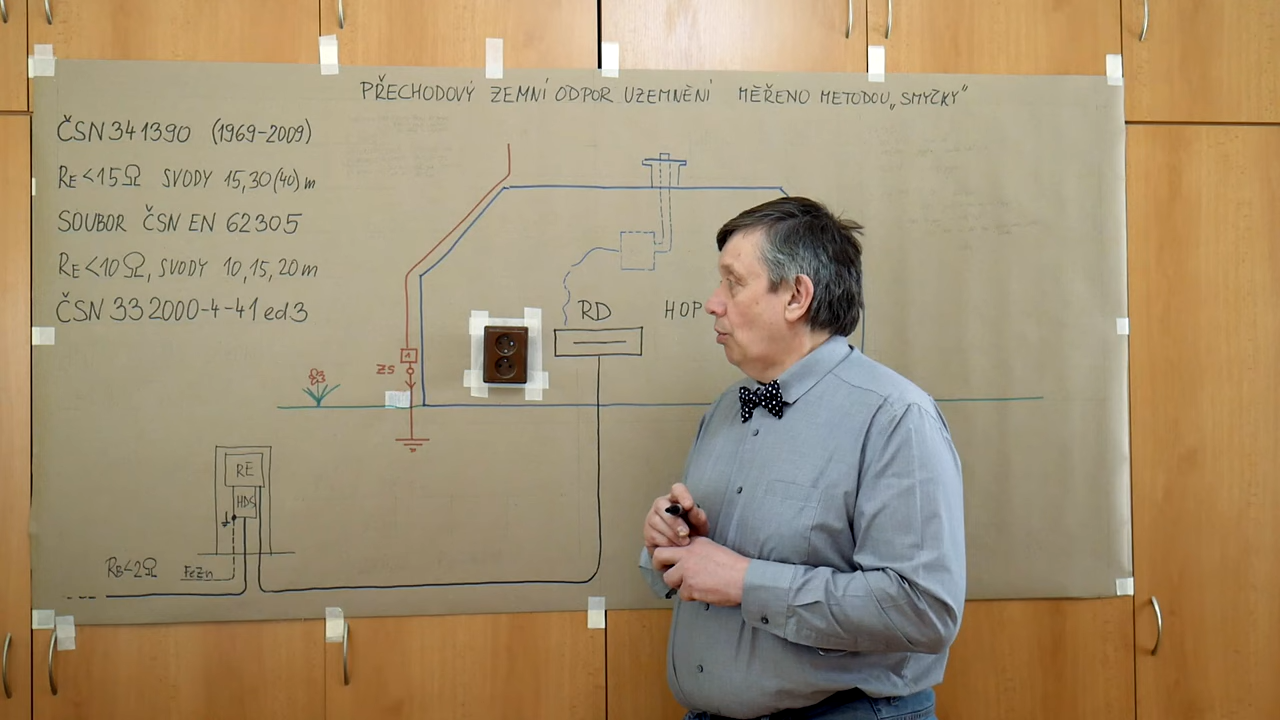 PŘECHODOVÝ ZEMNÍ ODPOR UZEMNĚNÍ MĚŘENO METODOU „SMYČKY“
ČSN 341390 (1969-2009)
RE<15Ω SVODY 15,30(40)m
SOUBOR ČSN EN 62305
RE<10Ω, SVODY 10,15,20m
ČSN 33 2000-4-41 ed3
RD
HOP
ZS
RE
HDS
RB<2Ω
FeZn